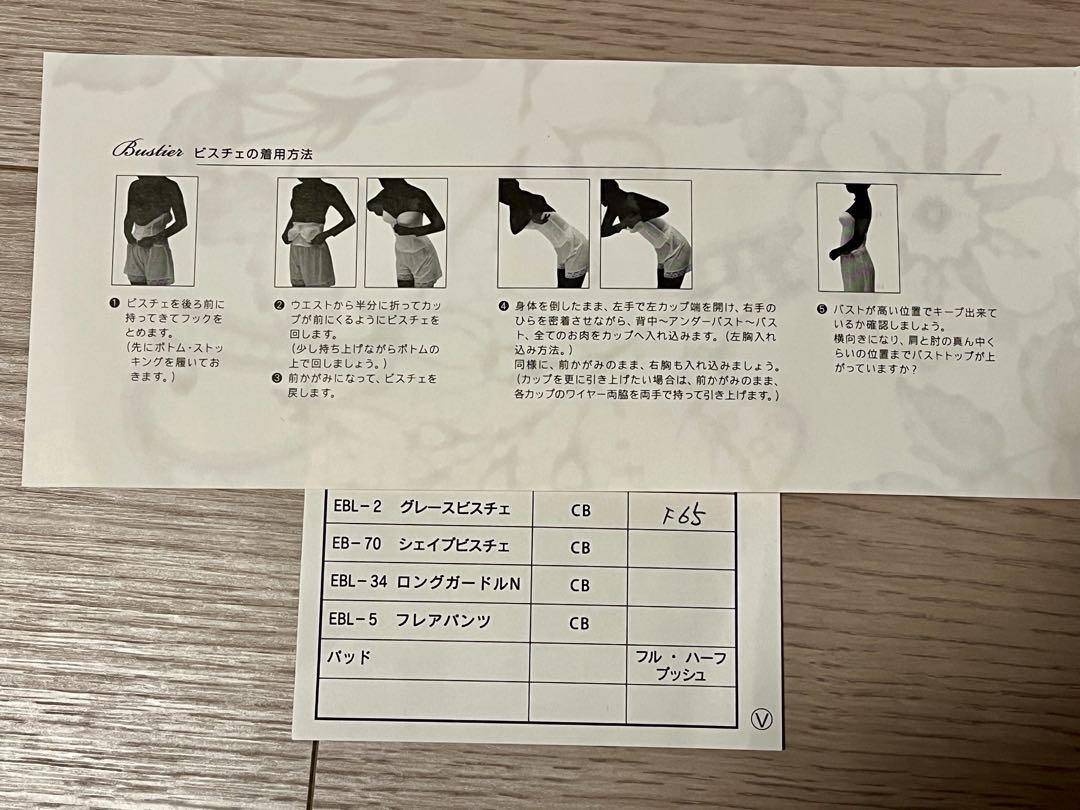 Bustier ビスチェの着用方法
❶ ビスチェを後ろ前に
持ってきてフックを
とめます。
(先にボトム・ストッ
キングを履いてお
きます。)
❷ ウエストから半分に折ってカッ
プが前にくるようにビスチェを
回します。
(少し持ち上げながらボトムの
上で回しましょう。)
❸ 前かがみになって、ビスチェを
戻します。
❹ 身体を倒したまま、左手で左カップ端を開け、右手の
ひらを密着させながら、背中〜アンダーバスト〜バス
ト、全てのお肉をカップへ入れ込みます。(左胸入れ
込み方法。)
同様に、前かがみのまま、右胸も入れ込みましょう。
(カップを更に引き上げたい場合は、前かがみのまま、
各カップのワイヤー両脇を両手で持って引き上げます。)
❺ バストが高い位置でキープ出来て
いるか確認しましょう。
横向きになり、肩と肘の真ん中く
らいの位置までバストトップが上
がっていますか?
EBL-2 グレースビスチェ CB F65
EB-70 シェイプビスチェ CB
EBL-34 ロングガードルN CB
EBL-5 フレアパンツ CB
パッド フル・ハーフ
プッシュ
Ⓥ